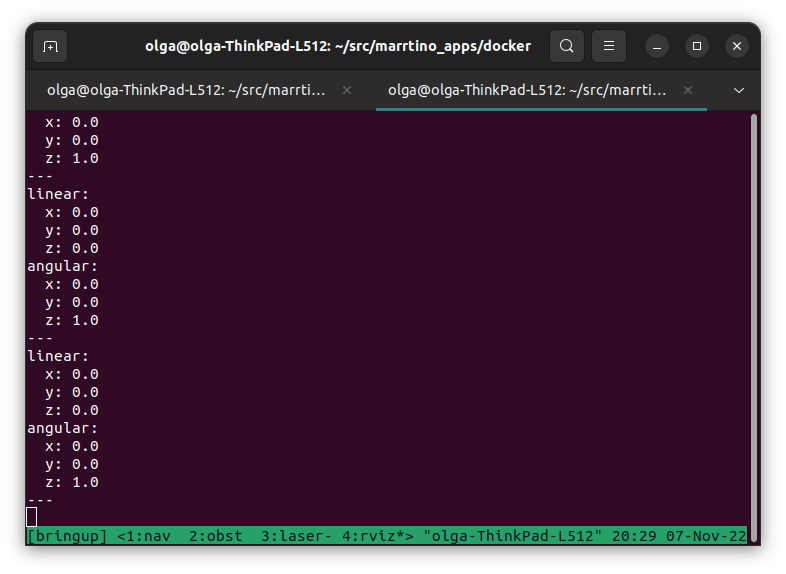 olga@olga-ThinkPad-L512: ~/src/marrtino_apps/docker
olga@olga-ThinkPad-L512: ~/src/marrti... olga@olga-ThinkPad-L512: ~/src/marrti...
  x: 0.0
  y: 0.0
  z: 1.0
---
linear:
  x: 0.0
  y: 0.0
  z: 0.0
angular:
  x: 0.0
  y: 0.0
  z: 1.0
---
linear:
  x: 0.0
  y: 0.0
  z: 0.0
angular:
  x: 0.0
  y: 0.0
  z: 1.0
---
[bringup] <1:nav  2:obst  3:laser- 4:rviz*> "olga-ThinkPad-L512" 20:29 07-Nov-22